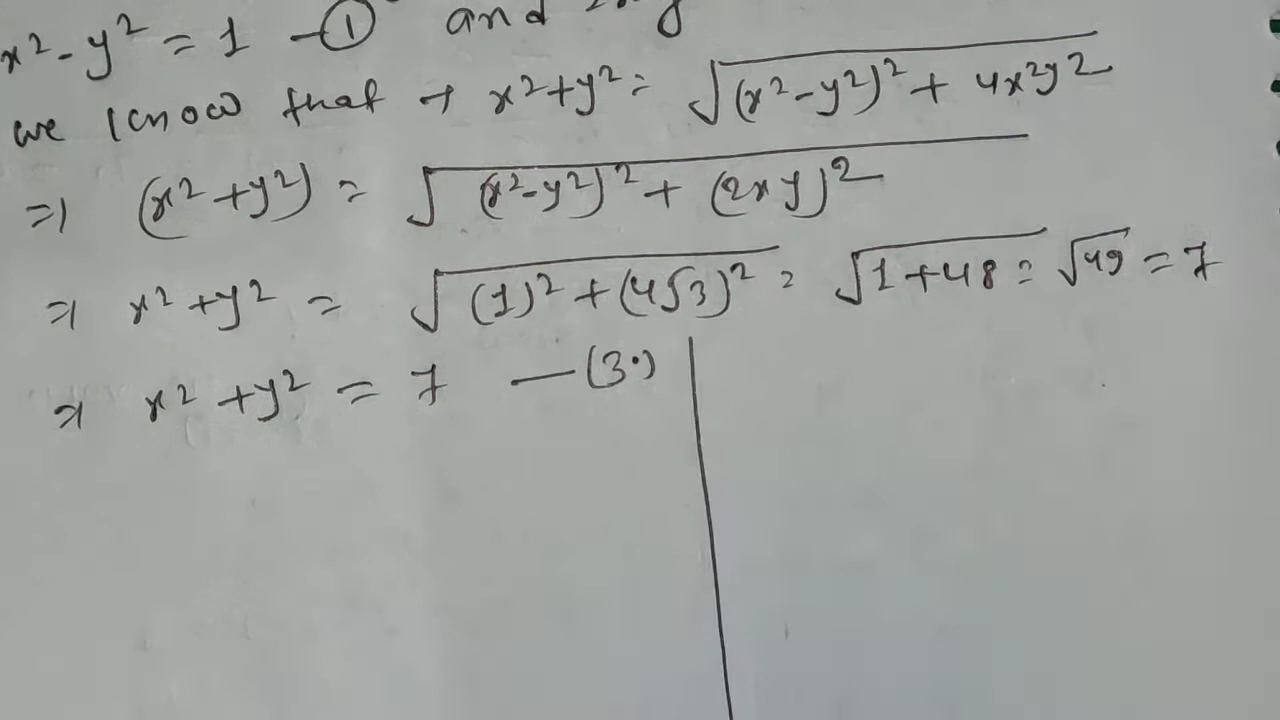 x² - y² = 1 —① and
we know that → x²+y² = √(x²-y²)² + 4x²y²
⇒ (x²+y²) = √(x²-y²)² + (2xy)²
⇒ x²+y² = √(1)² + (4√3)² = √1+48 = √49 = 7
⇒ x²+y² = 7 —(3.)